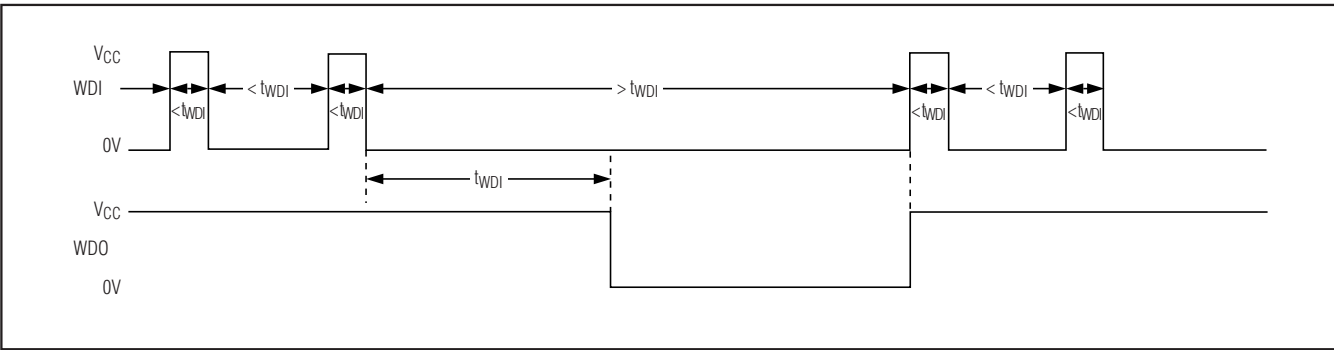 VCC
WDI < tWDI > tWDI < tWDI
<tWDI <tWDI <tWDI <tWDI
0V
tWDI
VCC
WDO
0V